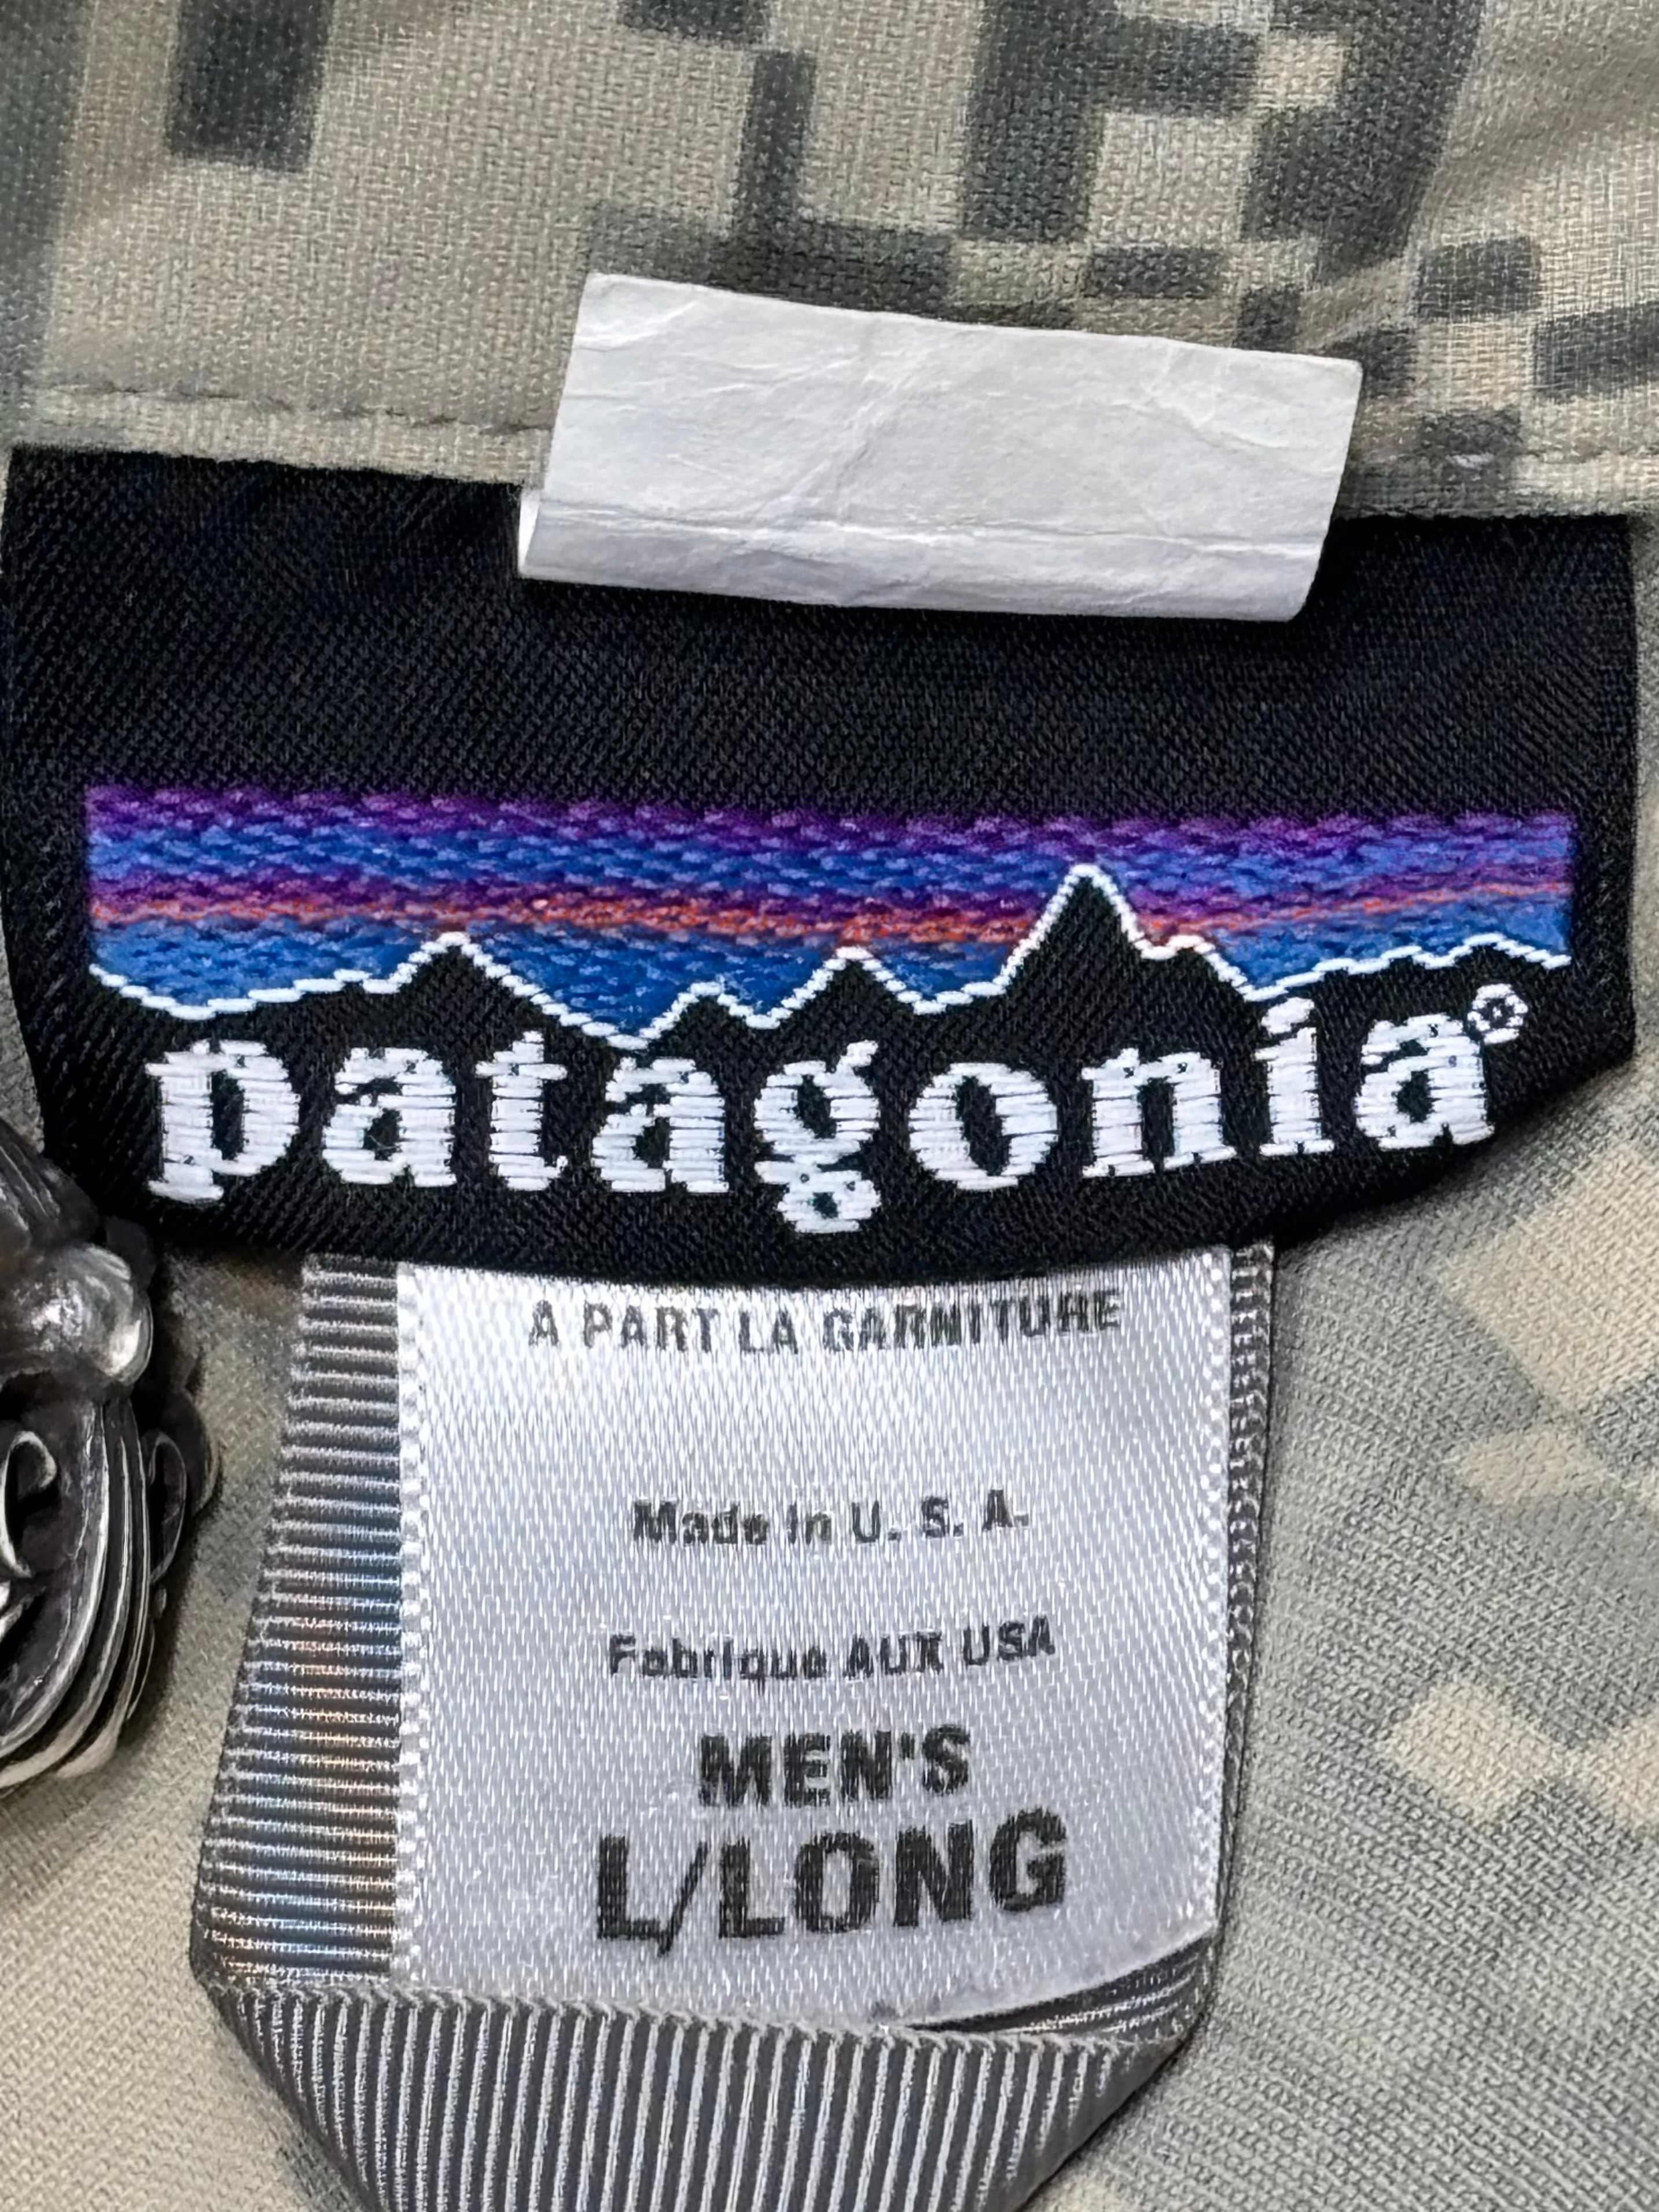 patagonia®
A PART LA GARNITURE
Made in U. S. A.
Fabrique AUX USA
MEN'S
L/LONG